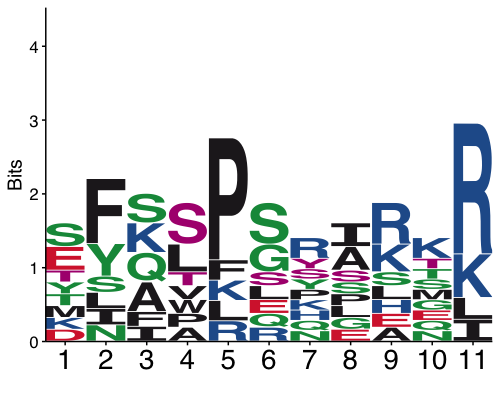 Bits
4
3
2
1
0
S E T Y I M K D
F Y S L I N
S K Q A F I
S L T V W P A
P F K L R
S G S L E Q R
R Y S S Y F K H Q N
I A S S P L G E
R K S L H E A
K T T S M G E Q N
R K L I
1 2 3 4 5 6 7 8 9 10 11